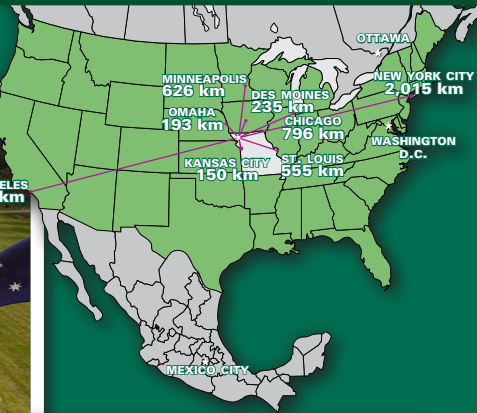 OTTAWA
MINNEAPOLIS
626 km
NEW YORK CITY
2,015 km
DES MOINES
235 km
OMAHA
193 km
CHICAGO
796 km
WASHINGTON
D.C.
KANSAS CITY
150 km
ST. LOUIS
555 km
ELES
km
MEXICO CITY